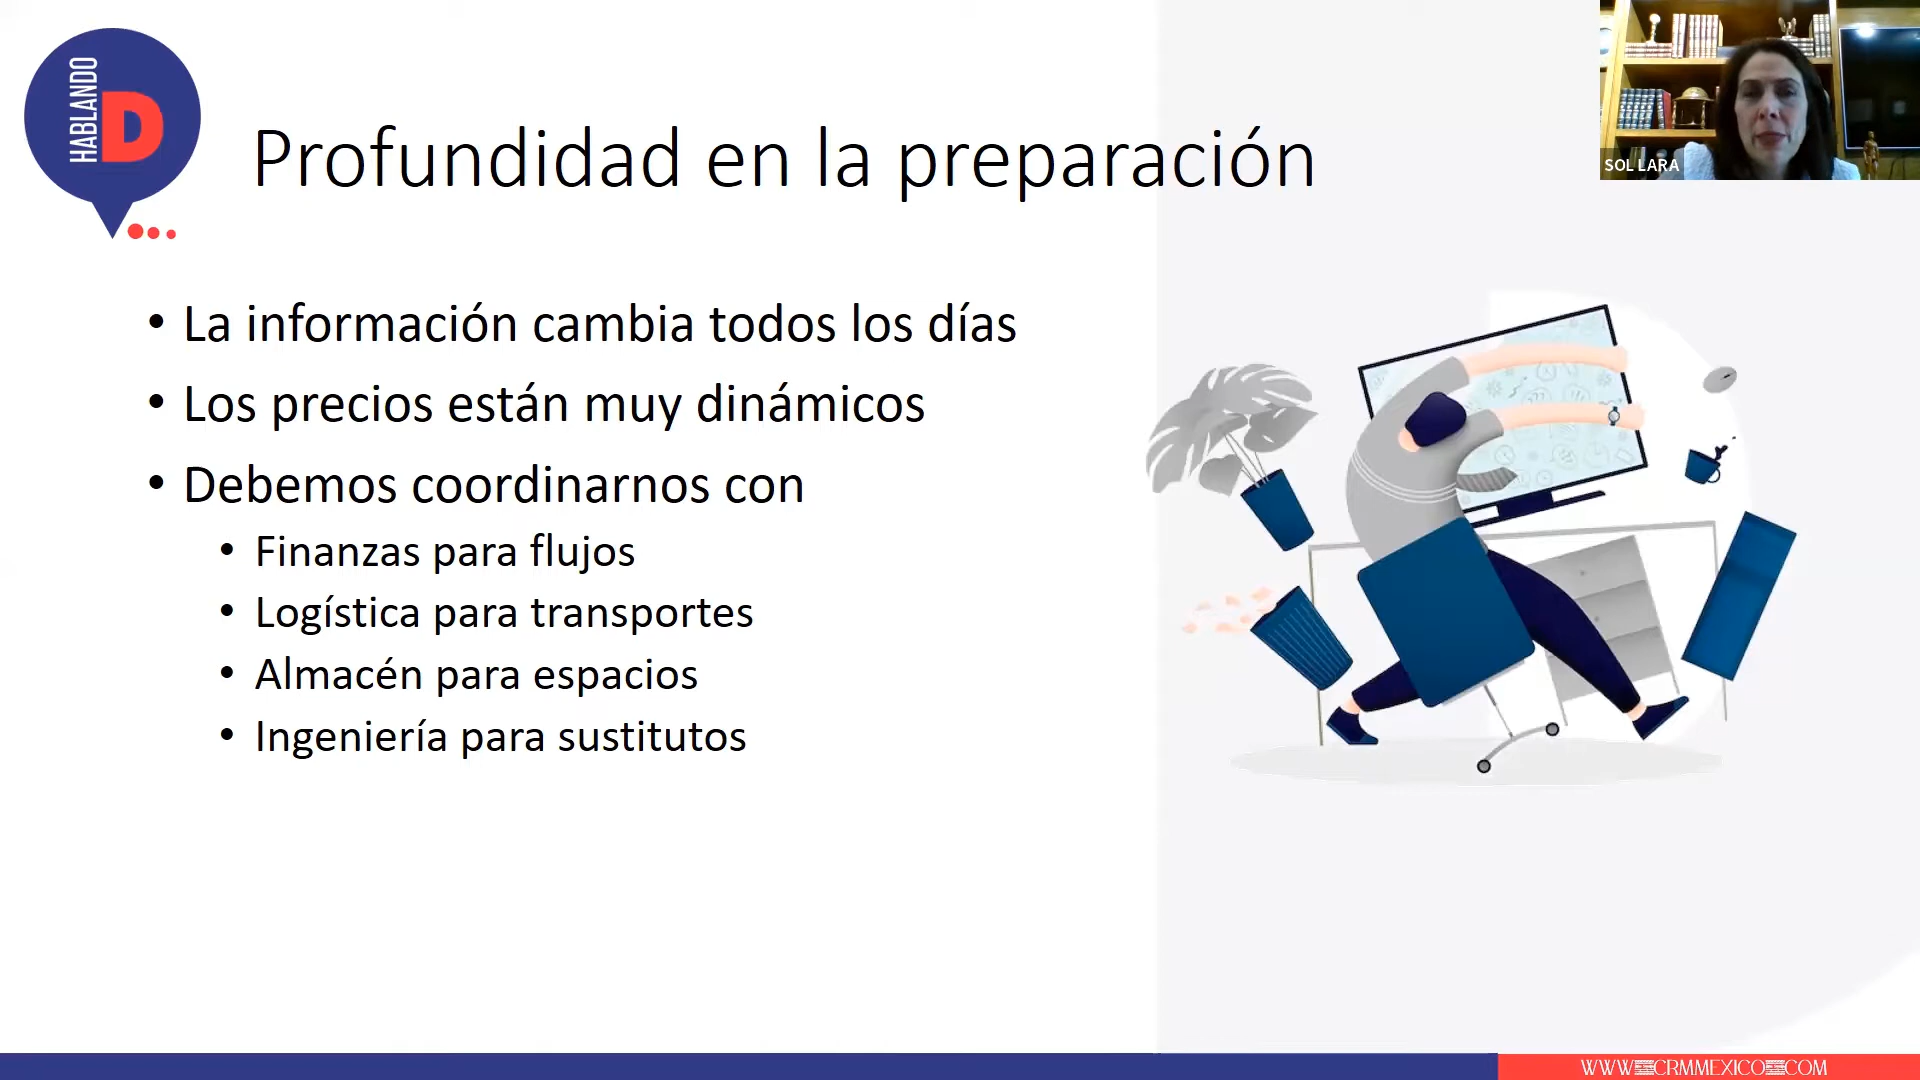 HABLANDO
D
Profundidad en la preparación
SOL LARA
• La información cambia todos los días
• Los precios están muy dinámicos
• Debemos coordinarnos con
• Finanzas para flujos
• Logística para transportes
• Almacén para espacios
• Ingeniería para sustitutos
WWW CRMMEXICO COM